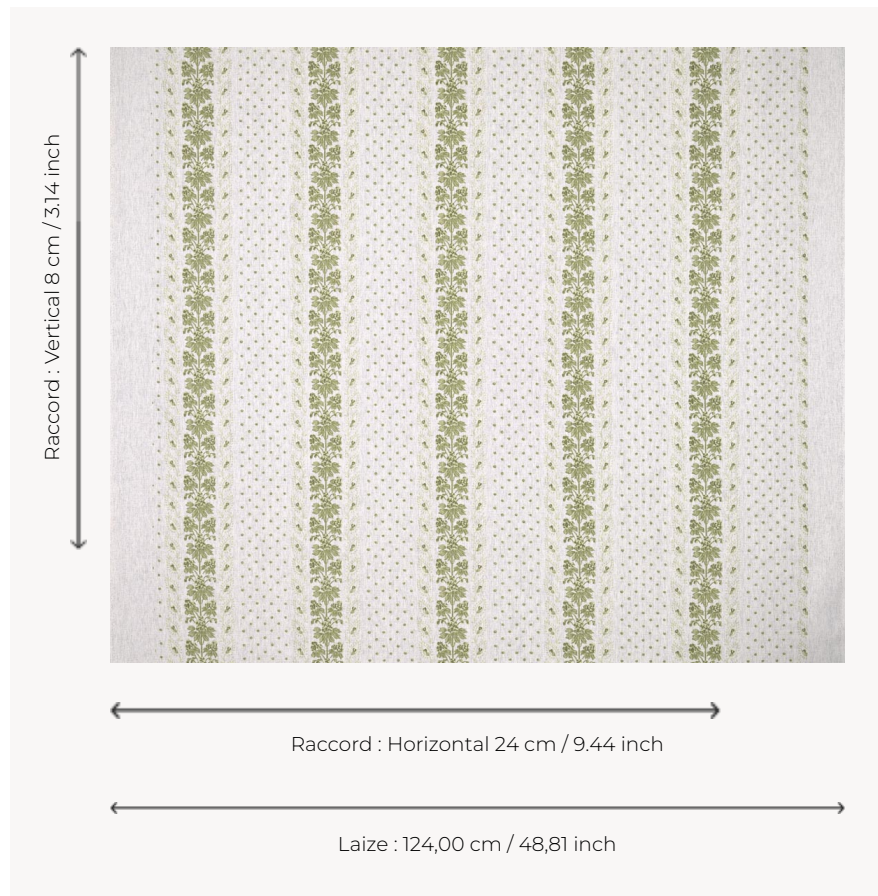 Raccord : Vertical 8 cm / 3.14 inch
Raccord : Horizontal 24 cm / 9.44 inch
Laize : 124,00 cm / 48,81 inch